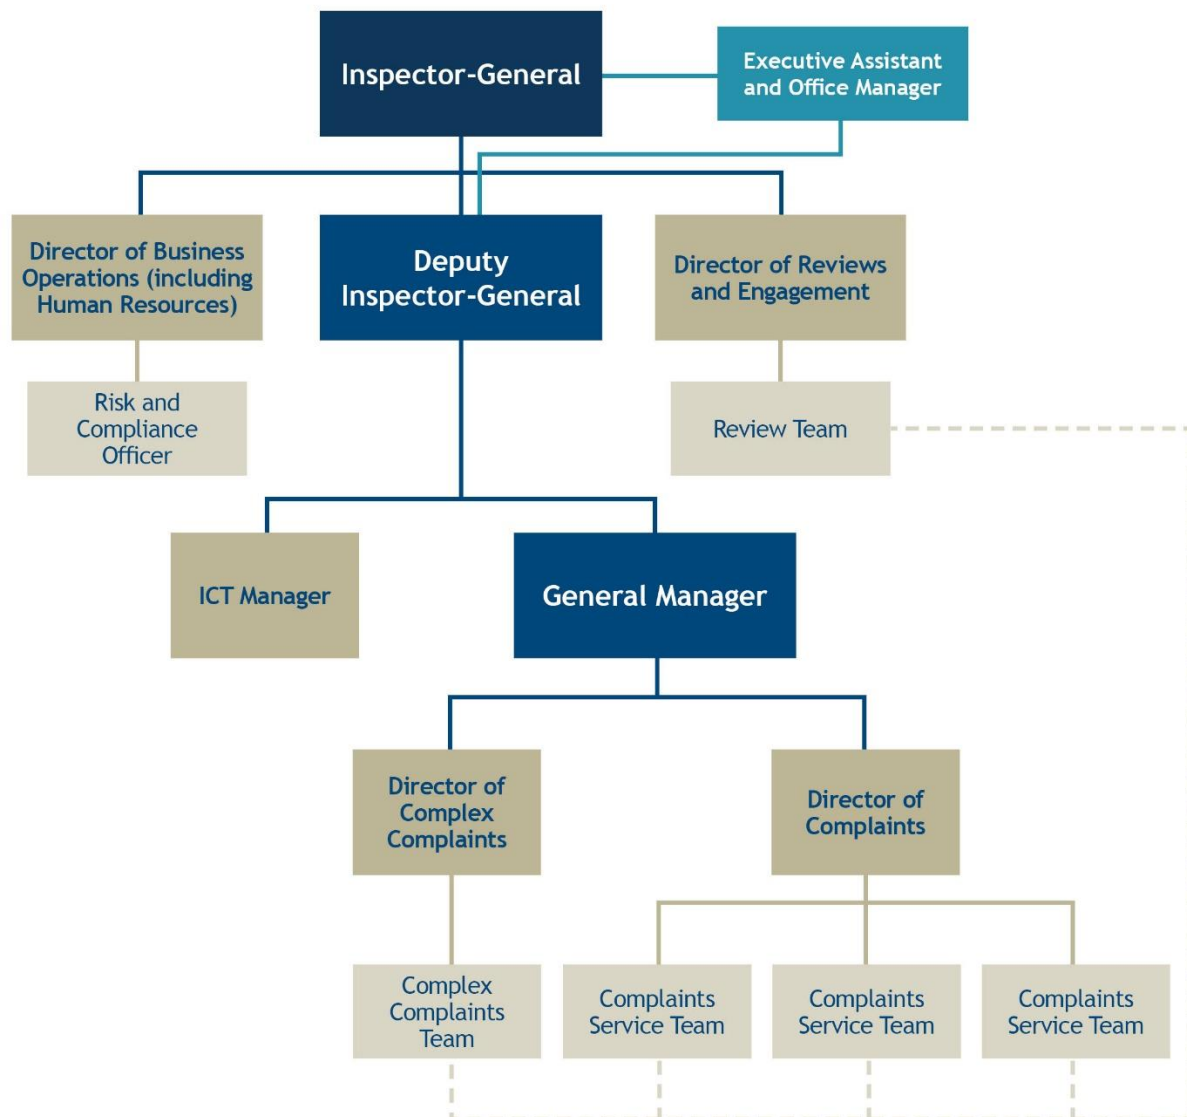 Inspector-General
Executive Assistant
and Office Manager
Director of Business
Operations (including
Human Resources)
Deputy
Inspector-General
Director of Reviews
and Engagement
Risk and
Compliance
Officer
Review Team
ICT Manager
General Manager
Director of
Complex
Complaints
Director of
Complaints
Complex
Complaints
Team
Complaints
Service Team
Complaints
Service Team
Complaints
Service Team